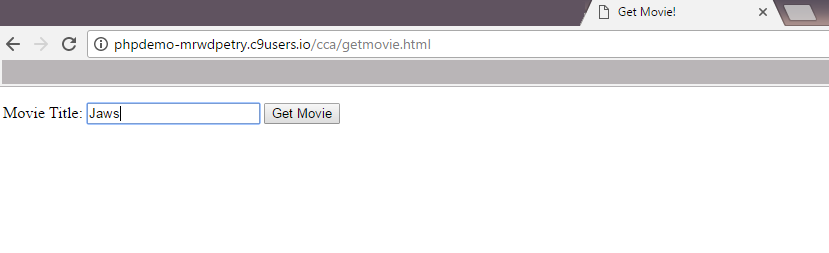 Get Movie!
phpdemo-mrwdpetry.c9users.io/cca/getmovie.html
Movie Title: Jaws Get Movie